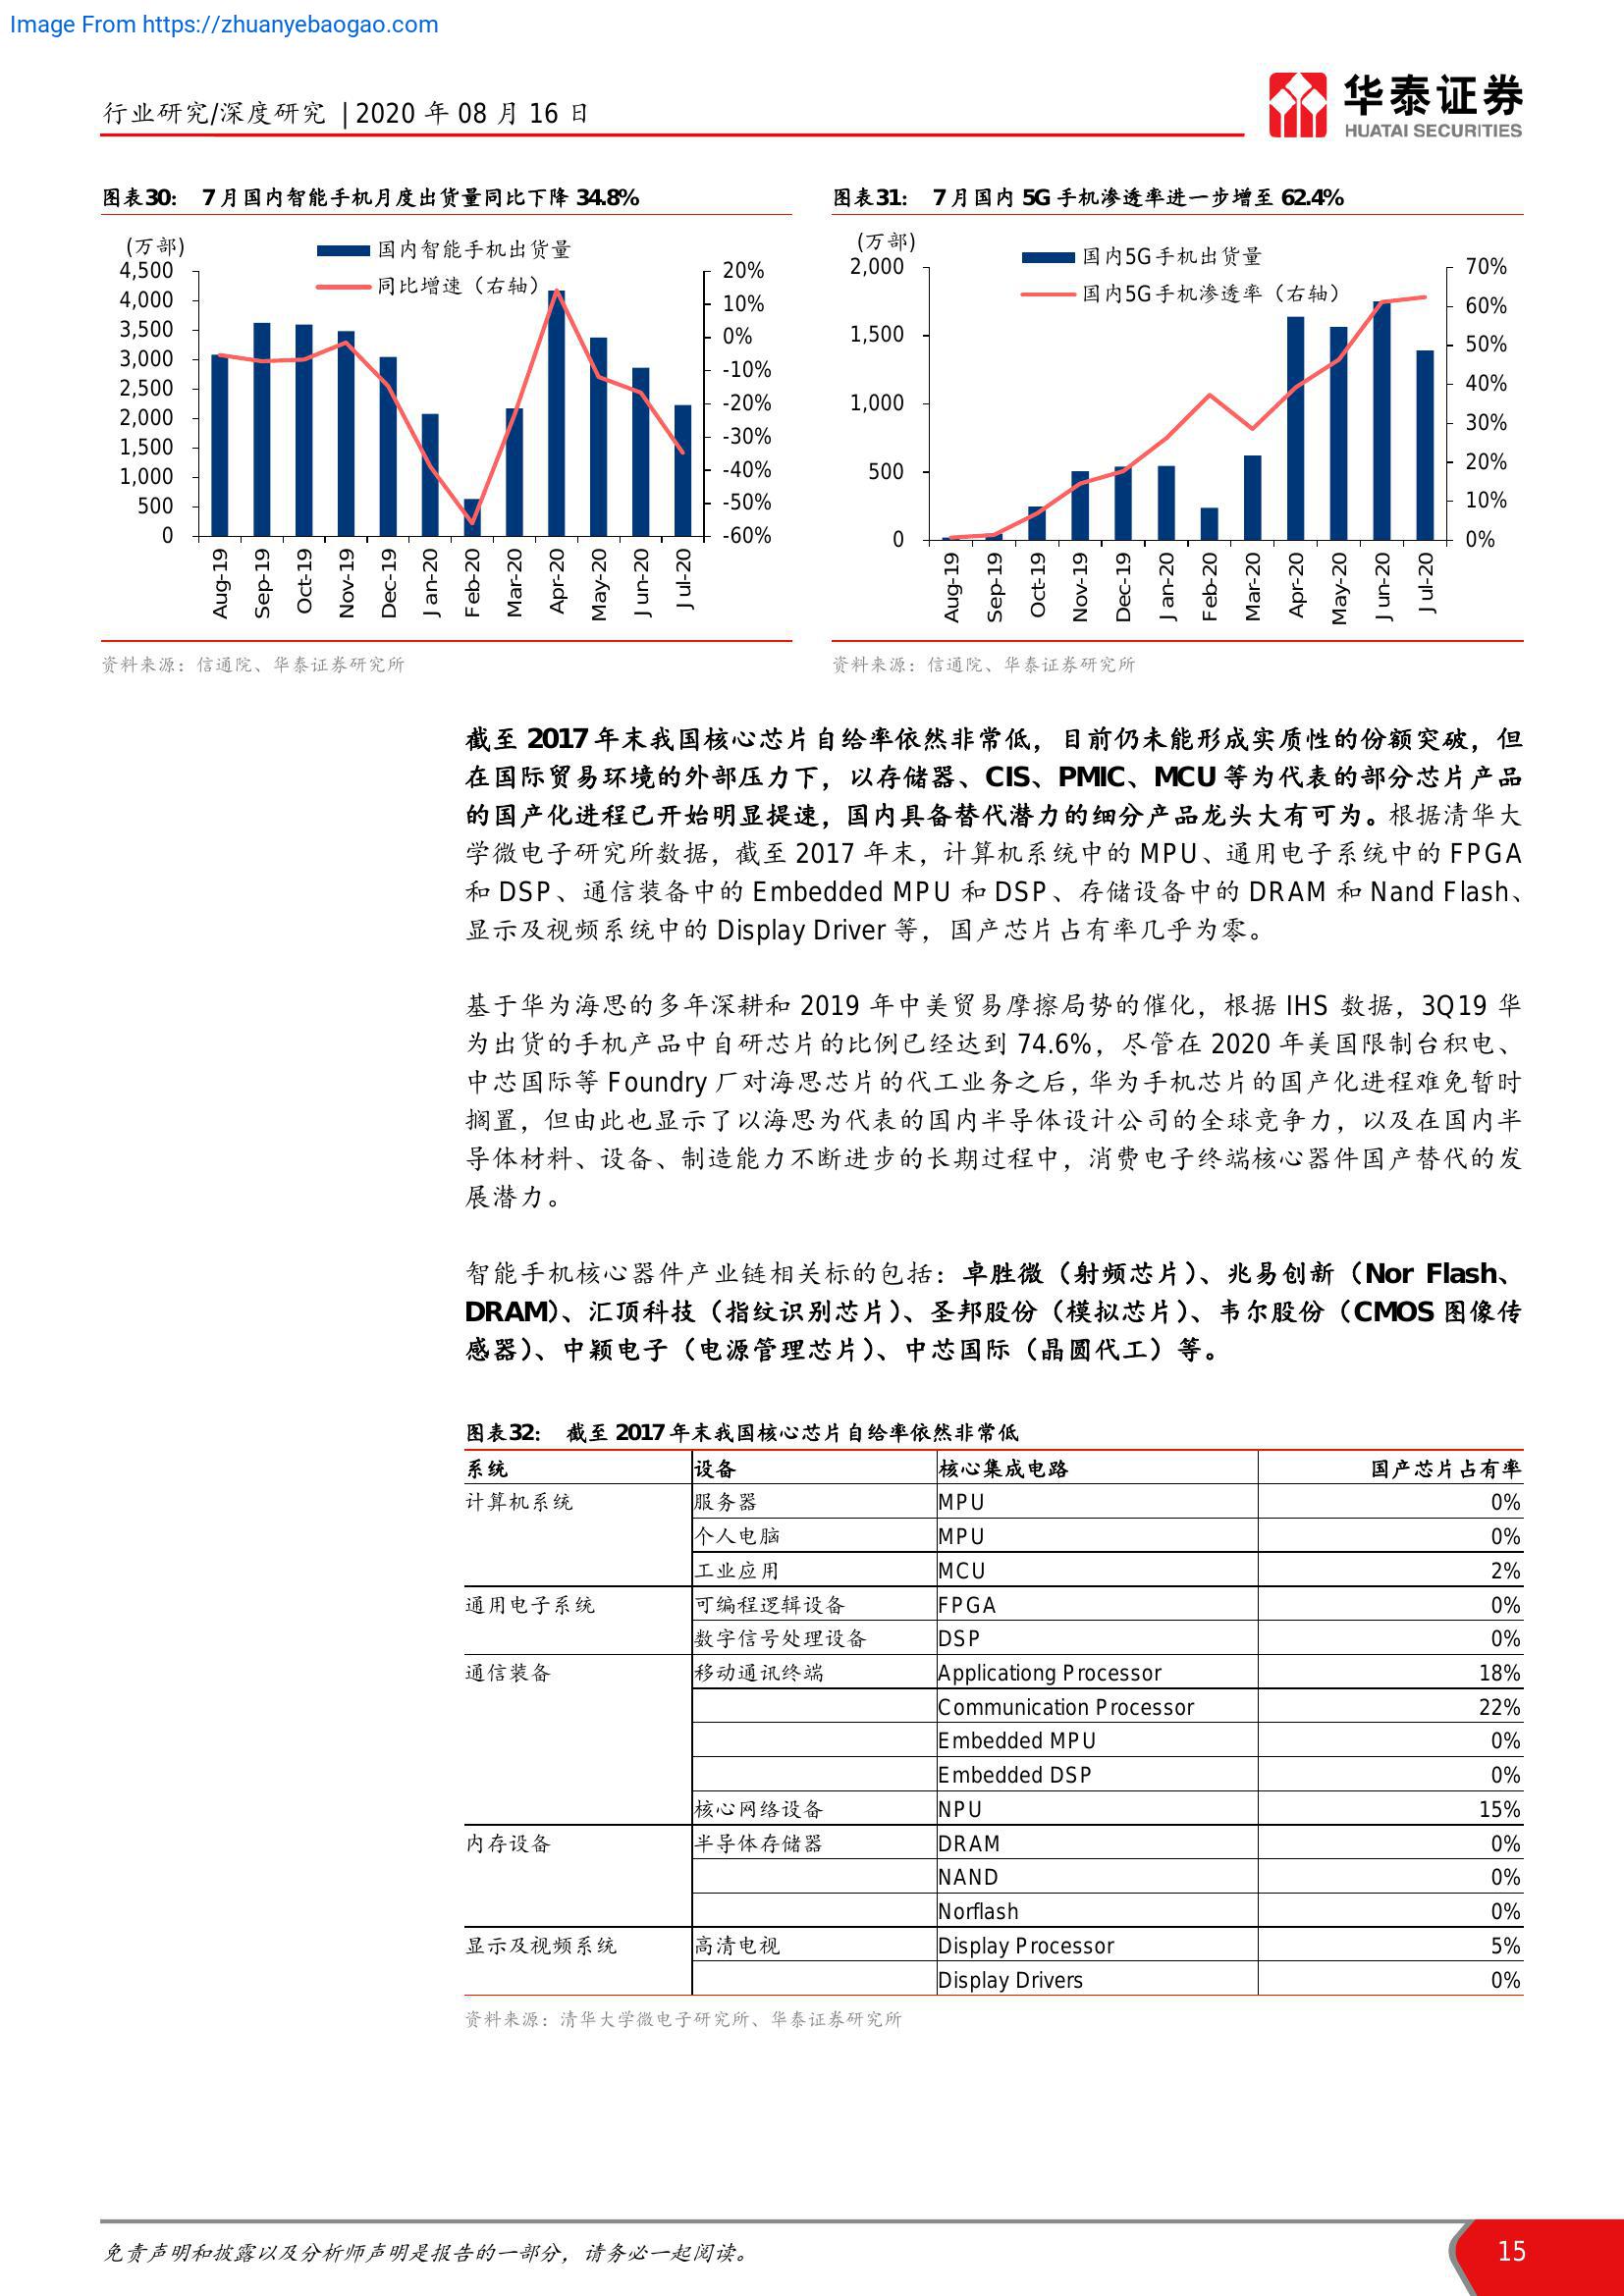 Image From https://zhuanyebaogao.com
行业研究/深度研究 | 2020 年 08 月 16 日
华泰证券
HUATAI SECURITIES
图表30: 7 月国内智能手机月度出货量同比下降 34.8%
(万部)
国内智能手机出货量
同比增速（右轴）
4,500
4,000
3,500
3,000
2,500
2,000
1,500
1,000
500
0
20%
10%
0%
-10%
-20%
-30%
-40%
-50%
-60%
Aug-19
Sep-19
Oct-19
Nov-19
Dec-19
Jan-20
Feb-20
Mar-20
Apr-20
May-20
Jun-20
Jul-20
资料来源：信通院、华泰证券研究所
图表31: 7 月国内 5G 手机渗透率进一步增至 62.4%
(万部)
国内5G手机出货量
国内5G手机渗透率（右轴）
2,000
1,500
1,000
500
0
70%
60%
50%
40%
30%
20%
10%
0%
Aug-19
Sep-19
Oct-19
Nov-19
Dec-19
Jan-20
Feb-20
Mar-20
Apr-20
May-20
Jun-20
Jul-20
资料来源：信通院、华泰证券研究所
截至 2017 年末我国核心芯片自给率依然非常低，目前仍未能形成实质性的份额突破，但
在国际贸易环境的外部压力下，以存储器、CIS、PMIC、MCU 等为代表的部分芯片产品
的国产化进程已开始明显提速，国内具备替代潜力的细分产品龙头大有可为。根据清华大
学微电子研究所数据，截至 2017 年末，计算机系统中的 MPU、通用电子系统中的 FPGA
和 DSP、通信装备中的 Embedded MPU 和 DSP、存储设备中的 DRAM 和 Nand Flash、
显示及视频系统中的 Display Driver 等，国产芯片占有率几乎为零。
基于华为海思的多年深耕和 2019 年中美贸易摩擦局势的催化，根据 IHS 数据，3Q19 华
为出货的手机产品中自研芯片的比例已经达到 74.6%，尽管在 2020 年美国限制台积电、
中芯国际等 Foundry 厂对海思芯片的代工业务之后，华为手机芯片的国产化进程难免暂时
搁置，但由此也显示了以海思为代表的国内半导体设计公司的全球竞争力，以及在国内半
导体材料、设备、制造能力不断进步的长期过程中，消费电子终端核心器件国产替代的发
展潜力。
智能手机核心器件产业链相关标的包括：卓胜微（射频芯片）、兆易创新（Nor Flash、
DRAM）、汇顶科技（指纹识别芯片）、圣邦股份（模拟芯片）、韦尔股份（CMOS 图像传
感器）、中颖电子（电源管理芯片）、中芯国际（晶圆代工）等。
图表32: 截至 2017 年末我国核心芯片自给率依然非常低
系统 设备 核心集成电路 国产芯片占有率
计算机系统 服务器 MPU 0%
个人电脑 MPU 0%
工业应用 MCU 2%
通用电子系统 可编程逻辑设备 FPGA 0%
数字信号处理设备 DSP 0%
通信装备 移动通讯终端 Applicationg Processor 18%
Communication Processor 22%
Embedded MPU 0%
Embedded DSP 0%
核心网络设备 NPU 15%
内存设备 半导体存储器 DRAM 0%
NAND 0%
Norflash 0%
显示及视频系统 高清电视 Display Processor 5%
Display Drivers 0%
资料来源：清华大学微电子研究所、华泰证券研究所
免责声明和披露以及分析师声明是报告的一部分，请务必一起阅读。
15